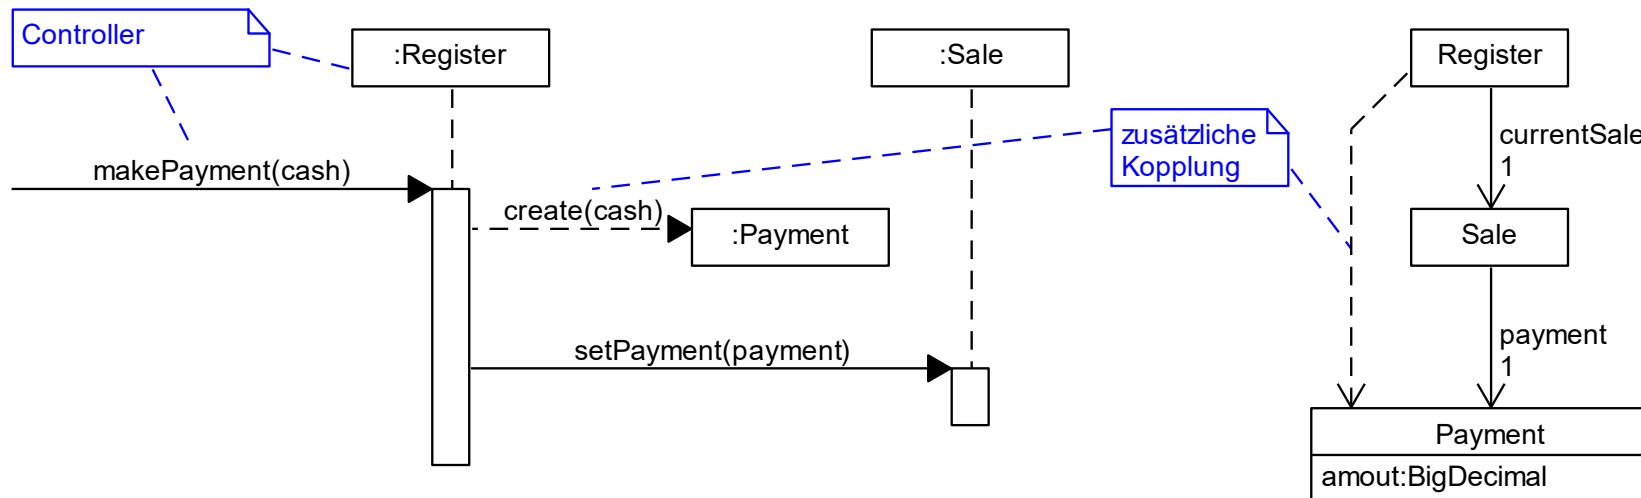 Controller
:Register
:Sale
Register
zusätzliche
Kopplung
currentSale
1
makePayment(cash)
create(cash)
:Payment
Sale
setPayment(payment)
payment
1
Payment
amout:BigDecimal